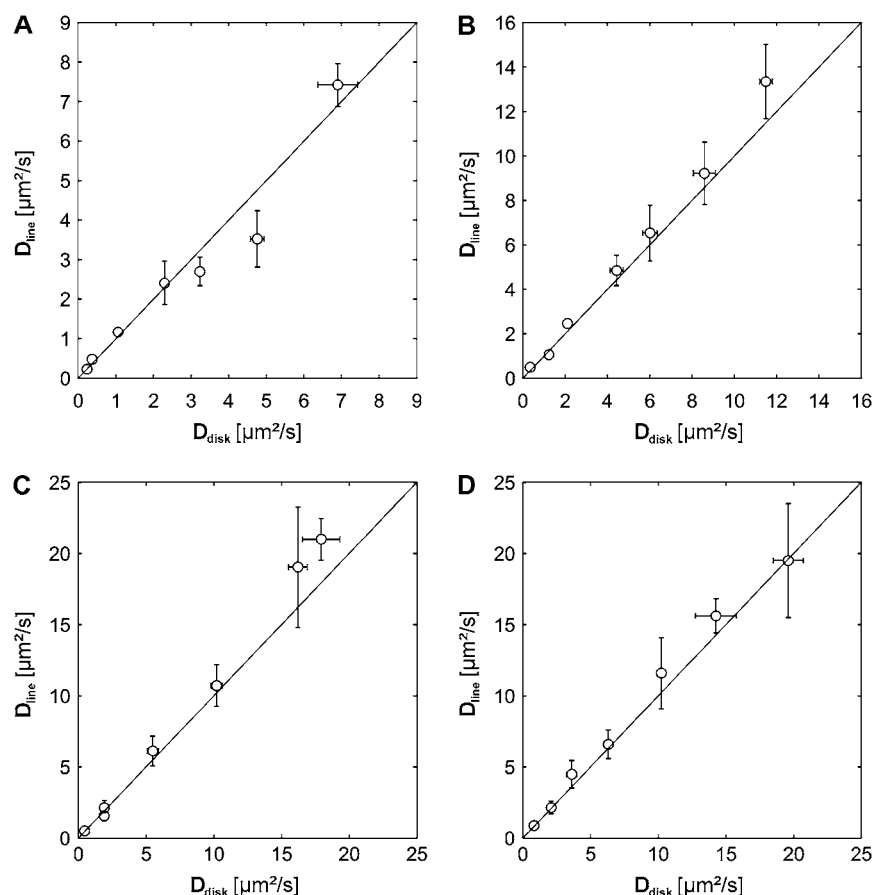 A
9
8
7
6
5
4
3
2
1
0
D_line [µm²/s]
0 1 2 3 4 5 6 7 8 9
D_disk [µm²/s]
B
16
14
12
10
8
6
4
2
0
D_line [µm²/s]
0 2 4 6 8 10 12 14 16
D_disk [µm²/s]
C
25
20
15
10
5
0
D_line [µm²/s]
0 5 10 15 20 25
D_disk [µm²/s]
D
25
20
15
10
5
0
D_line [µm²/s]
0 5 10 15 20 25
D_disk [µm²/s]